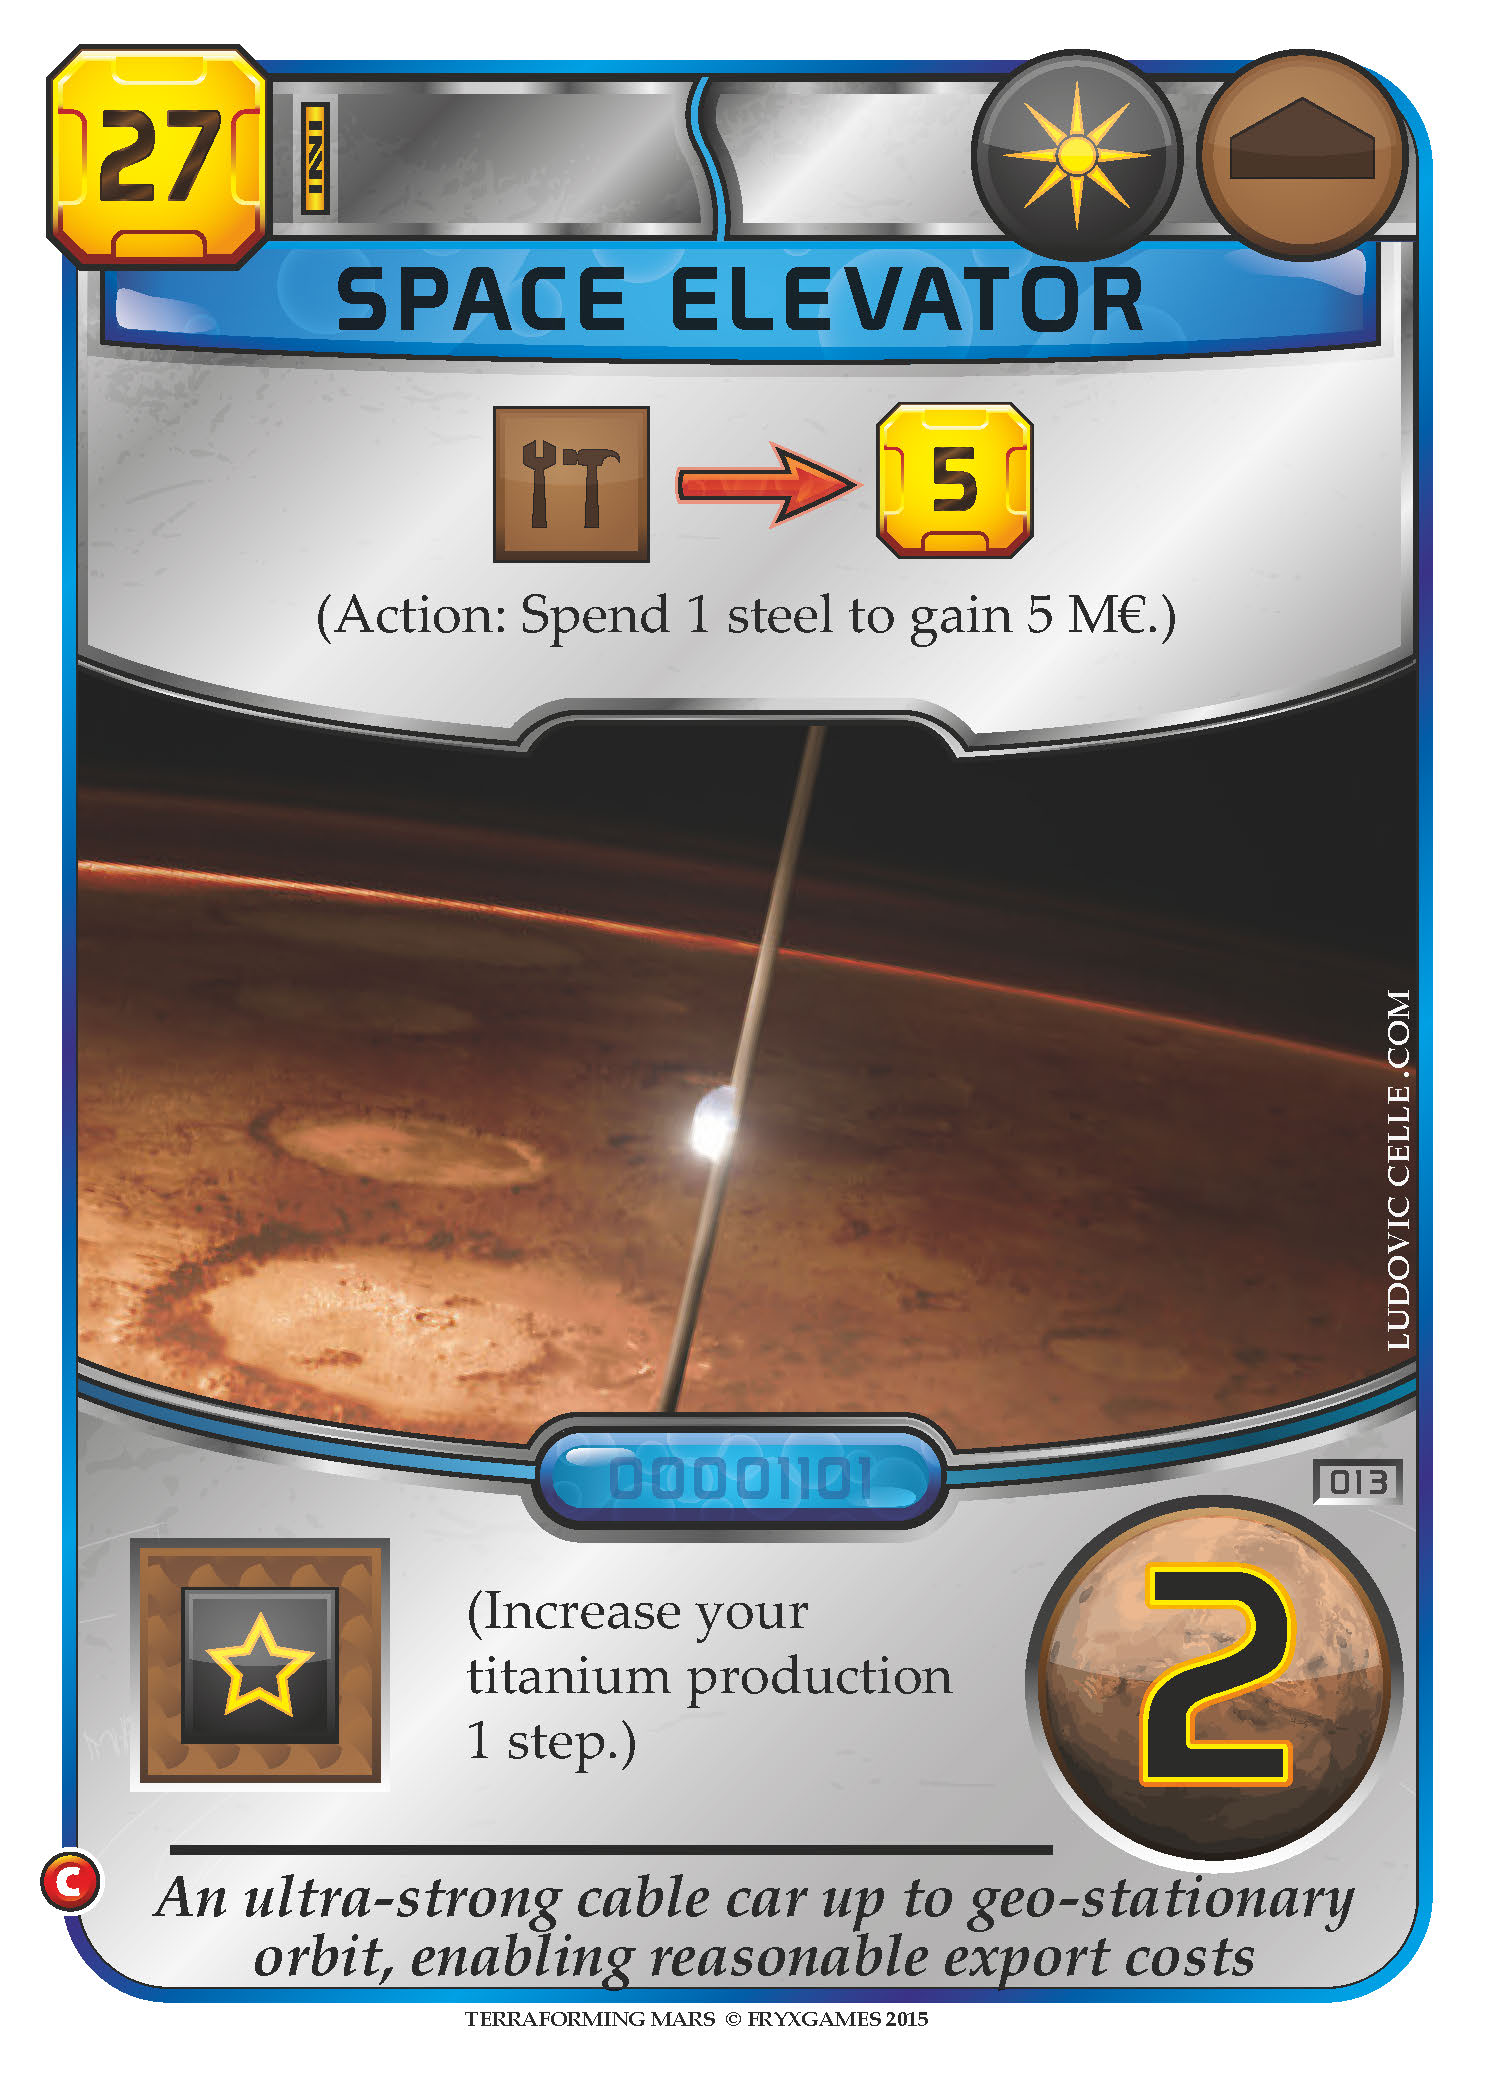 27
SPACE ELEVATOR
5
(Action: Spend 1 steel to gain 5 M€.)
LUDOVIC CELLE.COM
00001101
013
(Increase your
titanium production
1 step.)
2
C
An ultra-strong cable car up to geo-stationary
orbit, enabling reasonable export costs
TERRAFORMING MARS © FRYXGAMES 2015